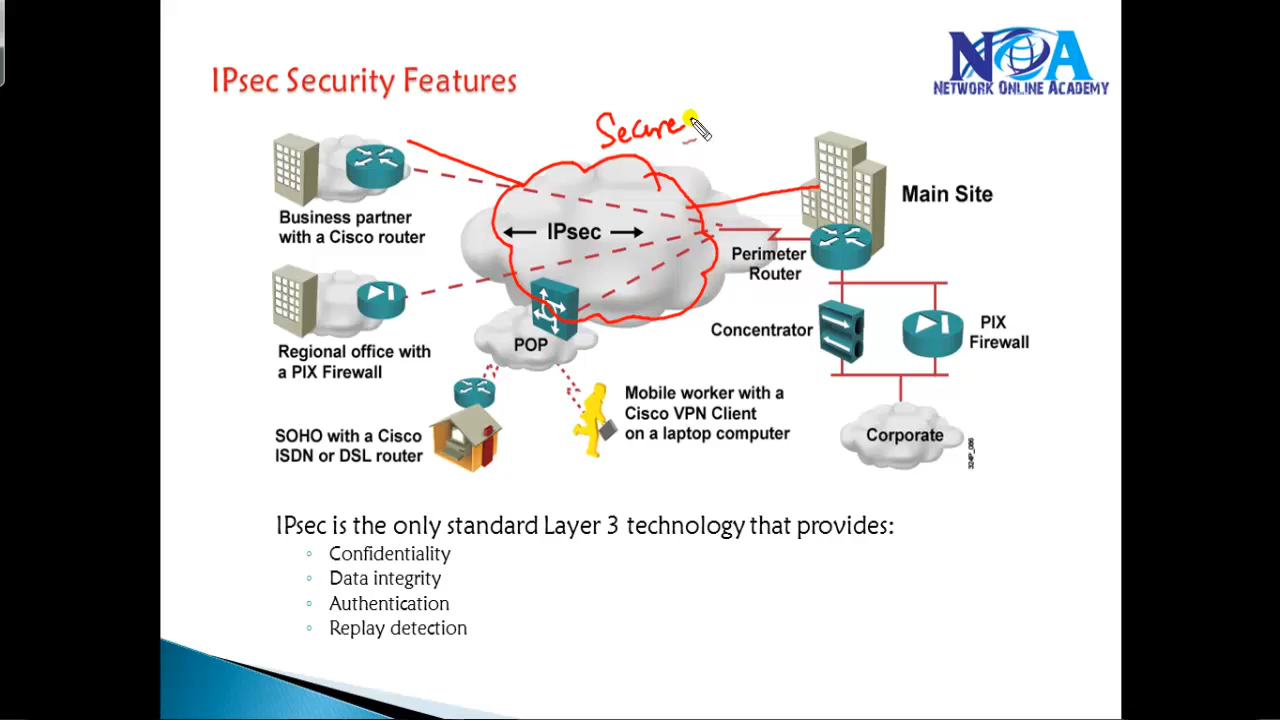 IPsec Security Features
NOA
NETWORK ONLINE ACADEMY
Secure
Business partner
with a Cisco router
IPsec
Main Site
Perimeter
Router
Regional office with
a PIX Firewall
POP
Concentrator
PIX
Firewall
SOHO with a Cisco
ISDN or DSL router
Mobile worker with a
Cisco VPN Client
on a laptop computer
Corporate
324P_086
IPsec is the only standard Layer 3 technology that provides:
◦ Confidentiality
◦ Data integrity
◦ Authentication
◦ Replay detection